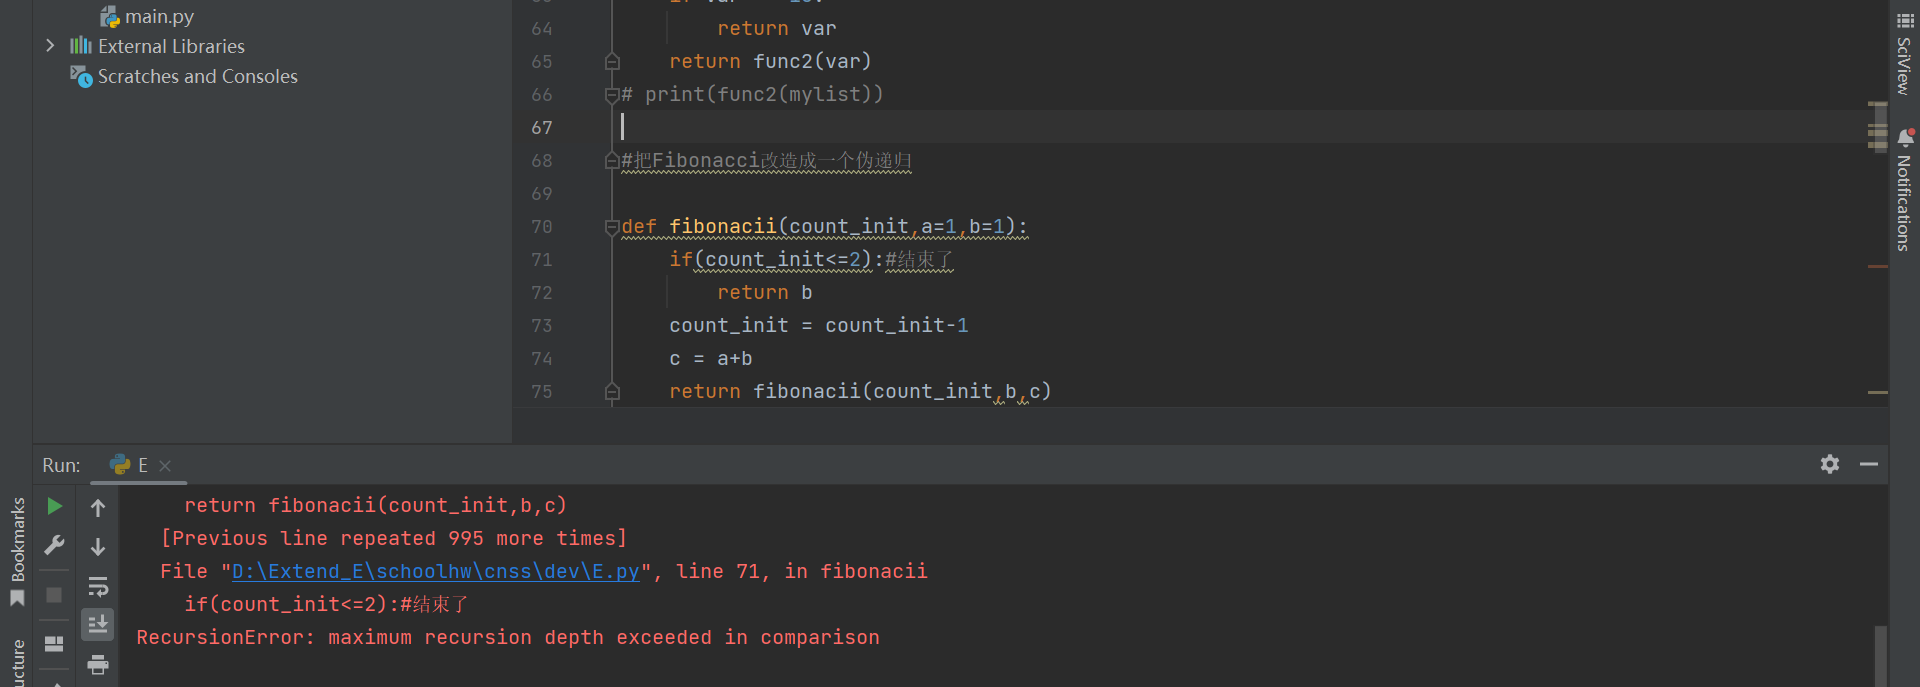 main.py
External Libraries
Scratches and Consoles
64 return var
65 return func2(var)
66 # print(func2(mylist))
67
68 #把Fibonacci改造成一个伪递归
69
70 def fibonacii(count_init,a=1,b=1):
71 if(count_init<=2):#结束了
72 return b
73 count_init = count_init-1
74 c = a+b
75 return fibonacii(count_init,b,c)
SciView
Notifications
Run: E
return fibonacii(count_init,b,c)
[Previous line repeated 995 more times]
File "D:\Extend_E\schoolhw\cnss\dev\E.py", line 71, in fibonacii
if(count_init<=2):#结束了
RecursionError: maximum recursion depth exceeded in comparison
Bookmarks
ucture